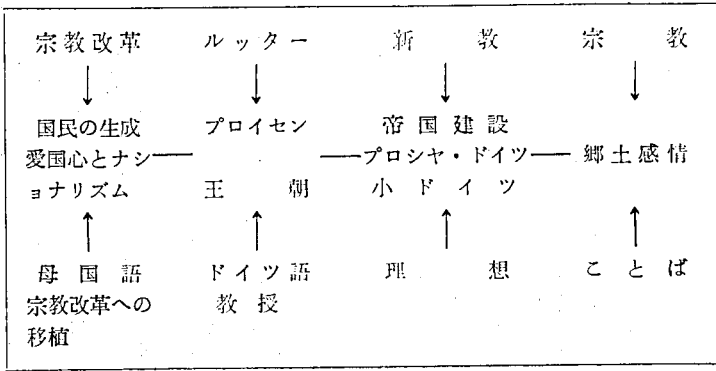 宗教改革 ルッター 新教 宗教
国民の生成 プロイセン 帝国建設
愛国心とナシ プロシヤ・ドイツ 郷土感情
ョナリズム 王朝 小ドイツ
母国語 ドイツ語 理想 ことば
宗教改革への 教授
移植